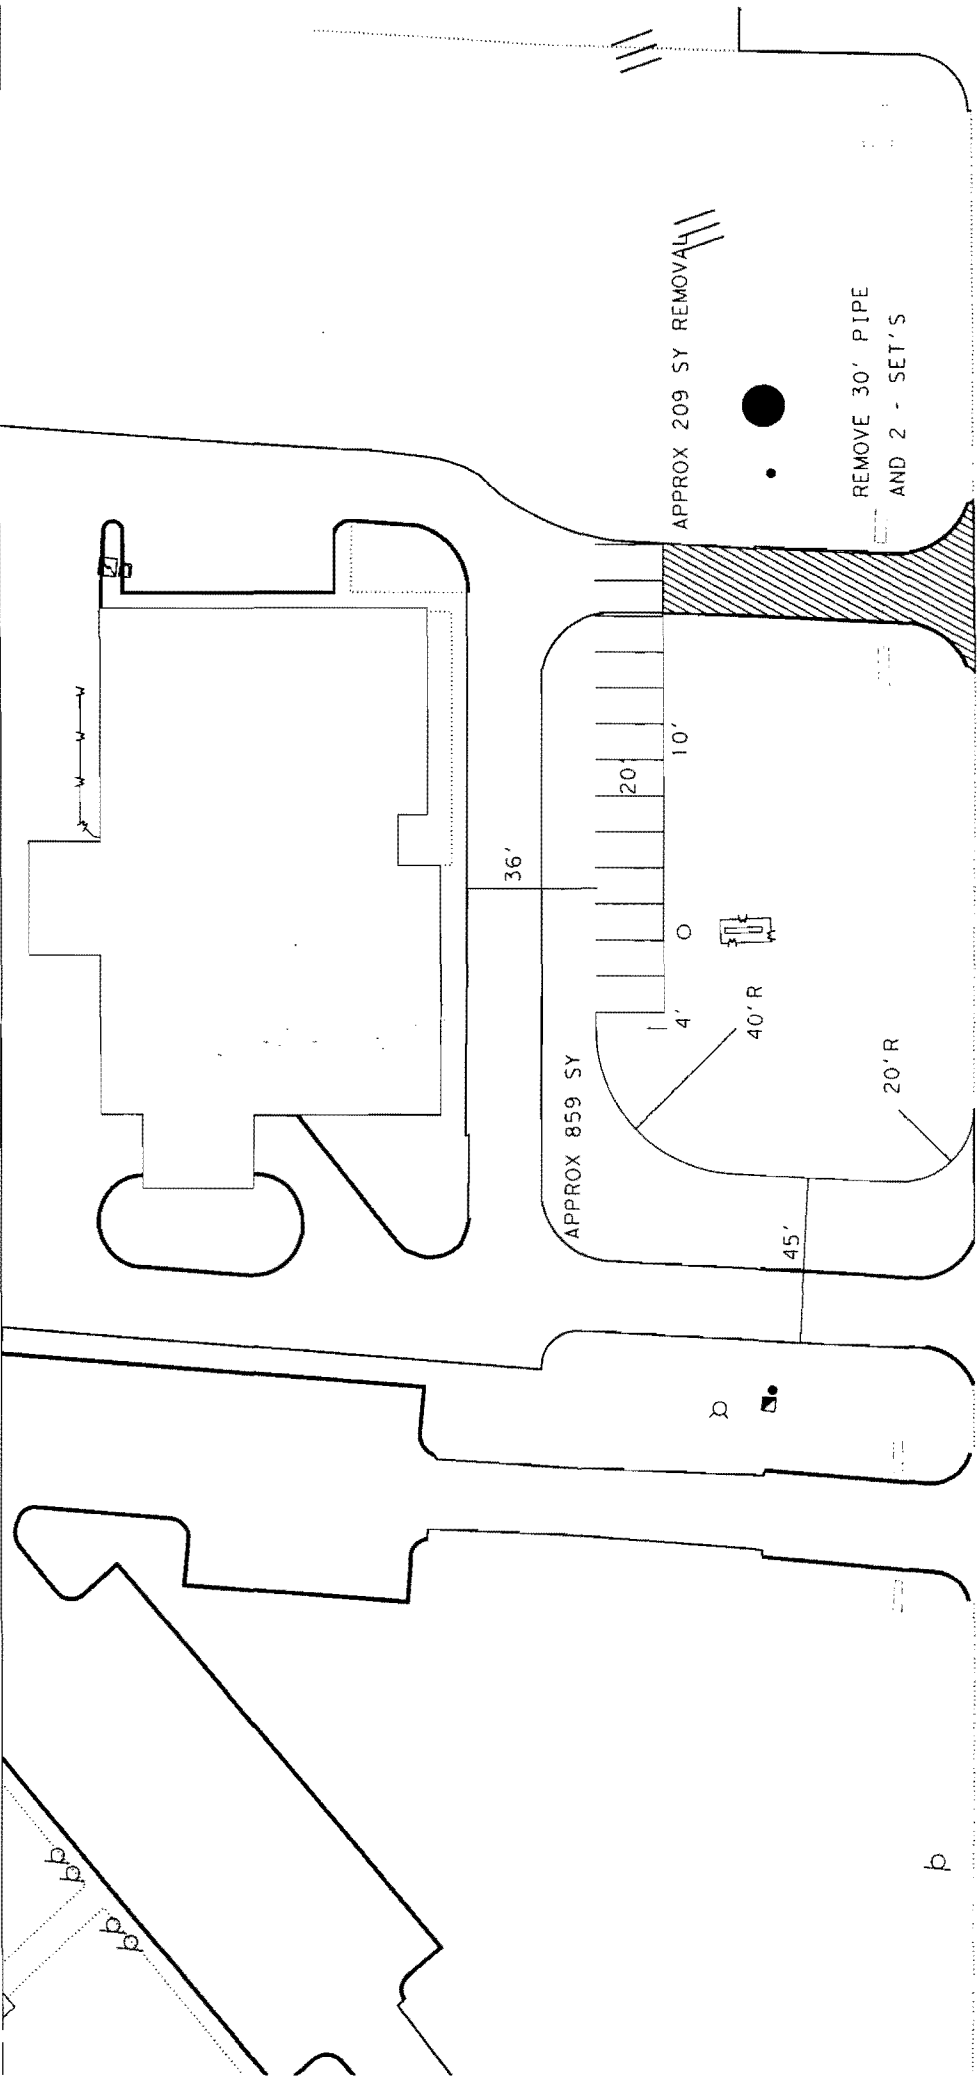 APPROX 209 SY REMOVAL
REMOVE 30' PIPE
AND 2 - SET'S
36'
20'
10'
4'
APPROX 859 SY
40'R
20'R
45'